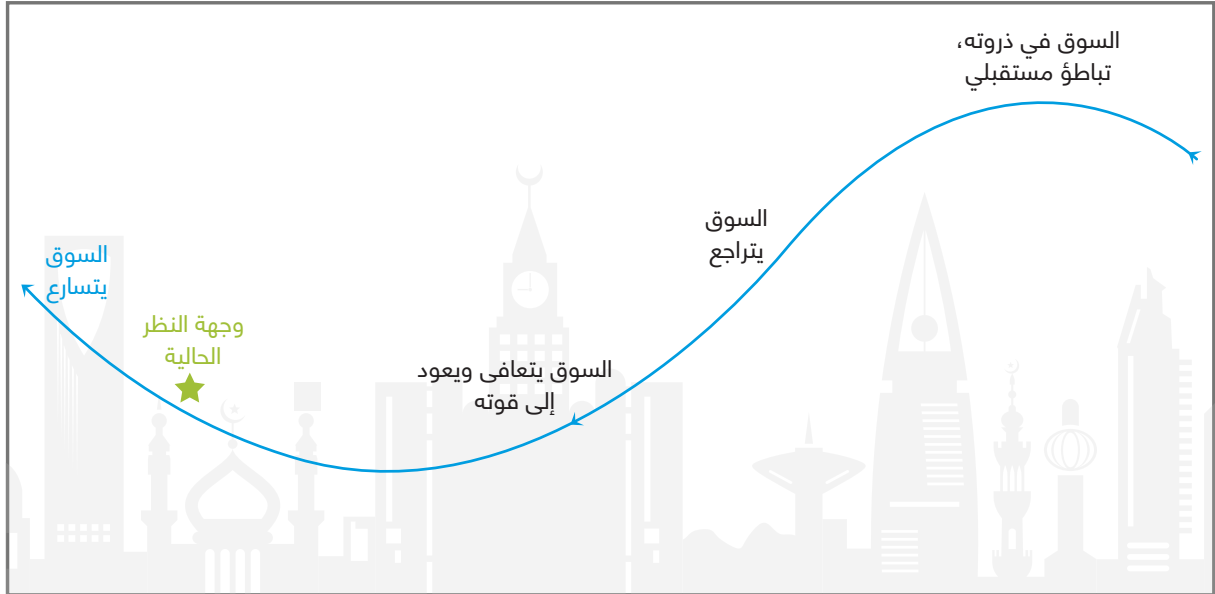 السوق في ذروته،
تباطؤ مستقبلي
السوق
يتراجع
السوق يتعافى ويعود
إلى قوته
وجهة النظر
الحالية
السوق
يتسارع